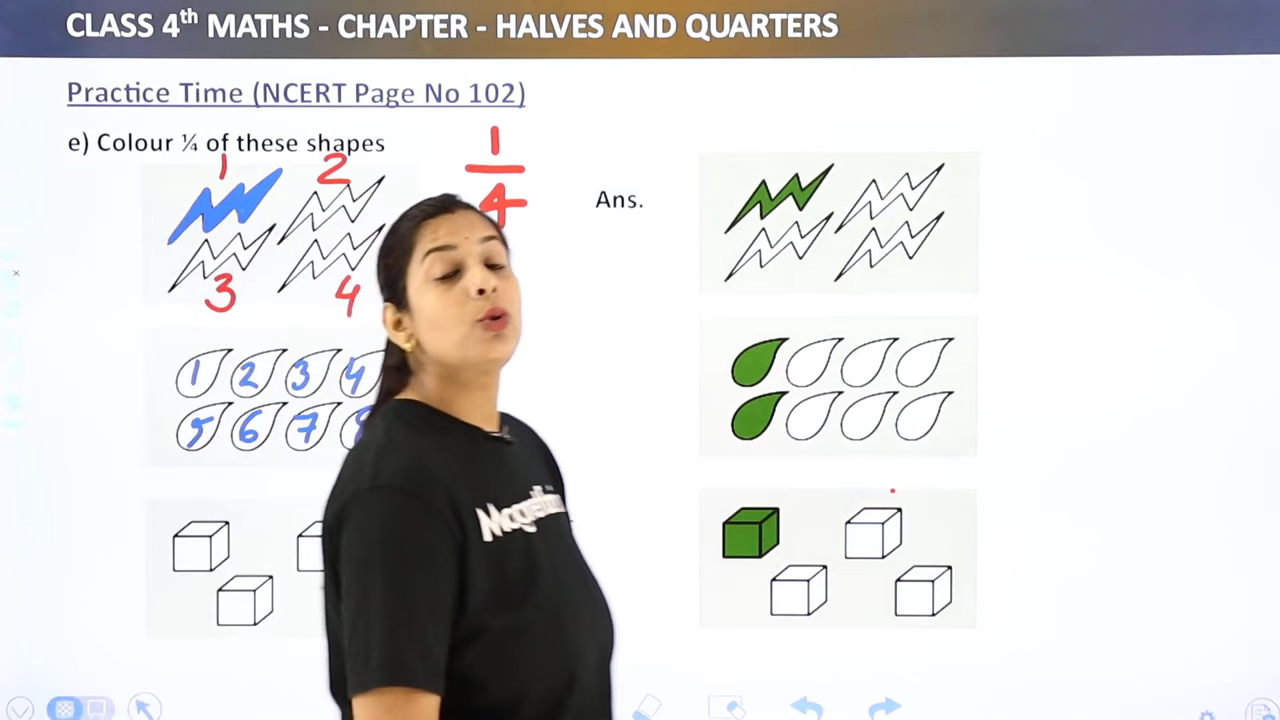 CLASS 4th MATHS - CHAPTER - HALVES AND QUARTERS
Practice Time (NCERT Page No 102)
e) Colour ¼ of these shapes
1
4
Ans.
1 2
3 4
1 2 3 4
5 6 7 8